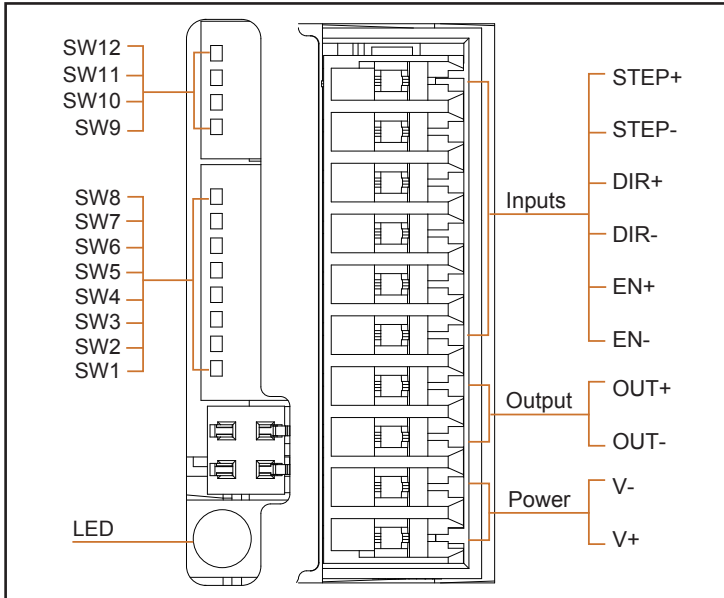 SW12
SW11
SW10
SW9
SW8
SW7
SW6
SW5
SW4
SW3
SW2
SW1
LED
Inputs
STEP+
STEP-
DIR+
DIR-
EN+
EN-
Output
OUT+
OUT-
Power
V-
V+